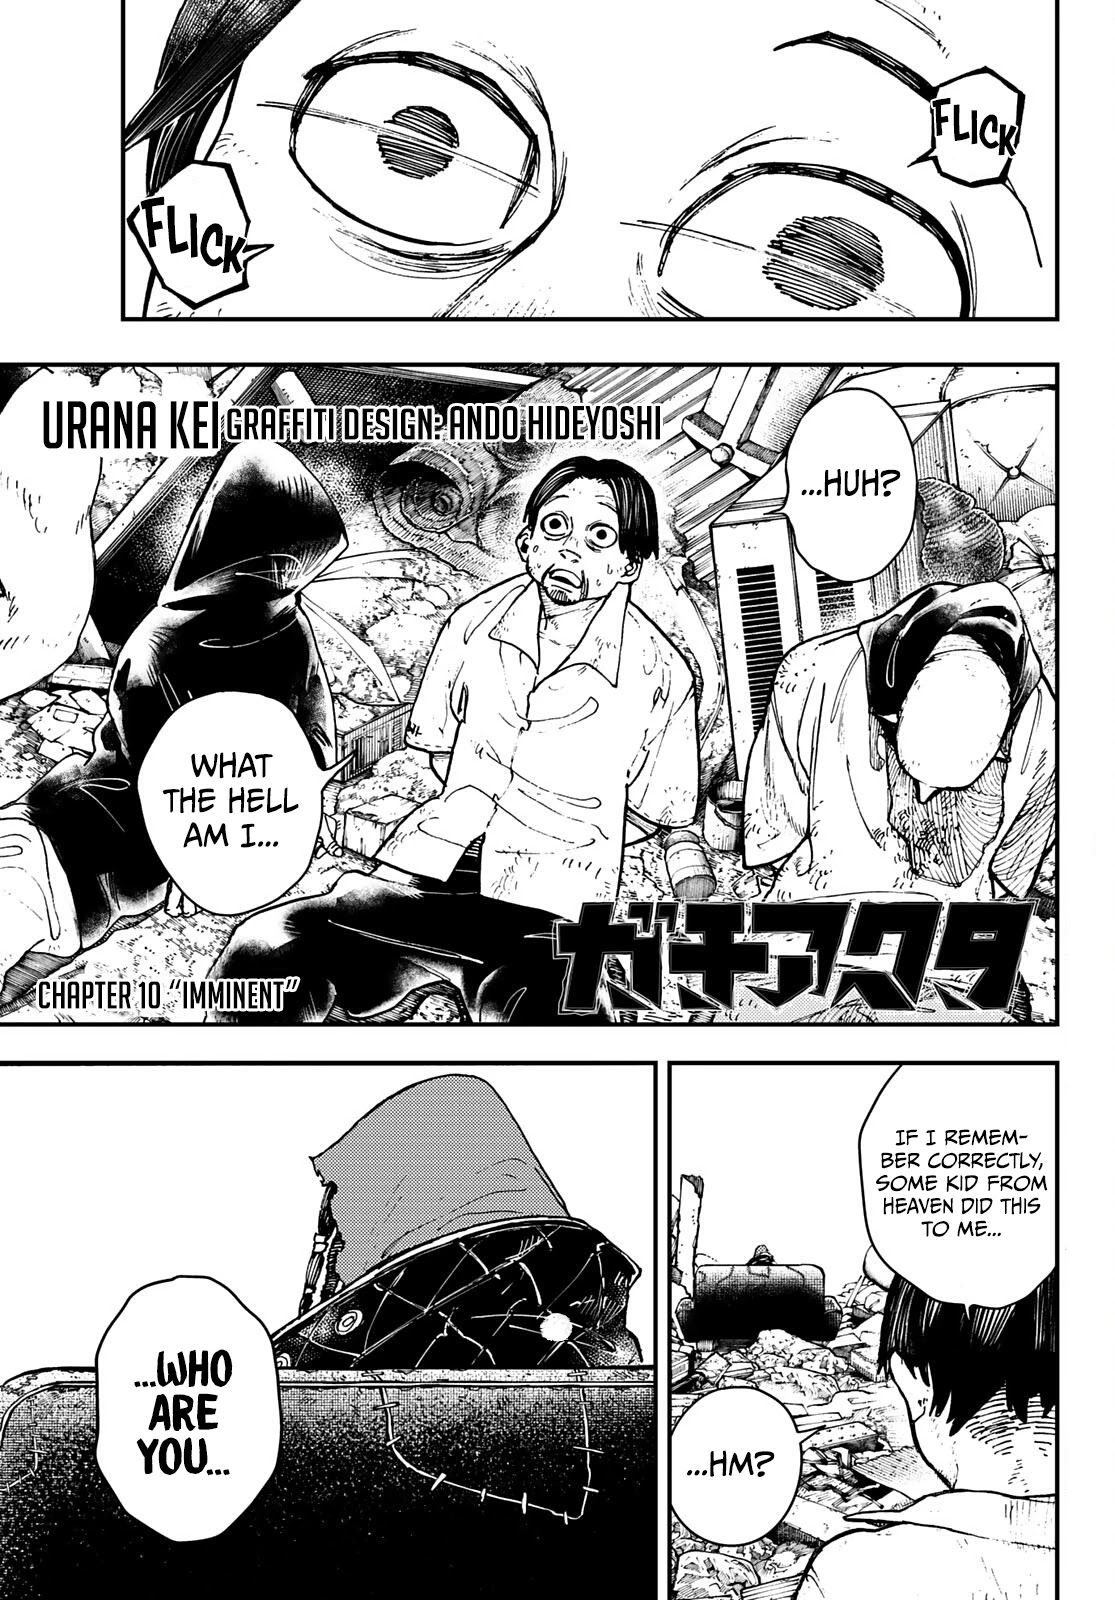 FLICK
FLICK
URANA KEI
GRAFFITI DESIGN: ANDO HIDEYOSHI
...HUH?
WHAT
THE HELL
AM I...
ガチアクタ
CHAPTER 10 “IMMINENT”
IF I REMEM-
BER CORRECTLY,
SOME KID FROM
HEAVEN DID THIS
TO ME...
...HM?
...WHO
ARE
YOU...